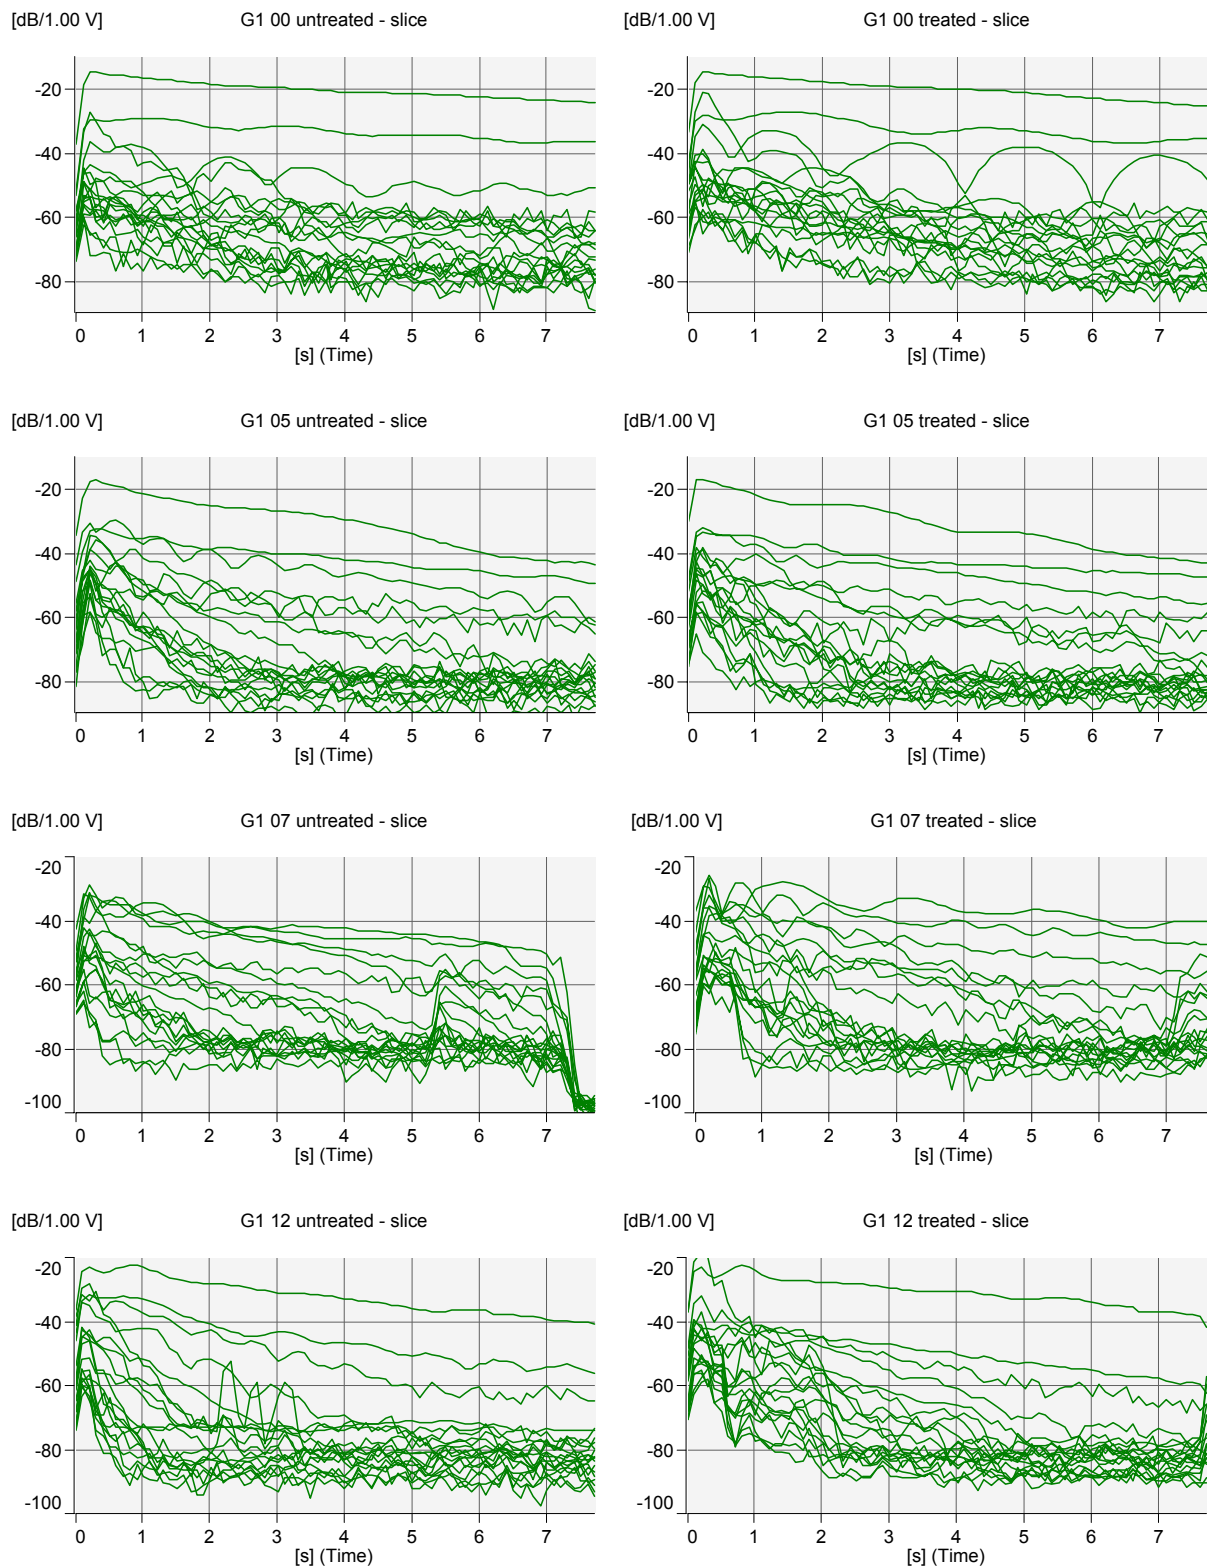 [dB/1.00 V] G1 00 untreated - slice
-20
-40
-60
-80
0 1 2 3 4 5 6 7
[s] (Time)
[dB/1.00 V] G1 00 treated - slice
-20
-40
-60
-80
0 1 2 3 4 5 6 7
[s] (Time)
[dB/1.00 V] G1 05 untreated - slice
-20
-40
-60
-80
0 1 2 3 4 5 6 7
[s] (Time)
[dB/1.00 V] G1 05 treated - slice
-20
-40
-60
-80
0 1 2 3 4 5 6 7
[s] (Time)
[dB/1.00 V] G1 07 untreated - slice
-20
-40
-60
-80
-100
0 1 2 3 4 5 6 7
[s] (Time)
[dB/1.00 V] G1 07 treated - slice
-20
-40
-60
-80
-100
0 1 2 3 4 5 6 7
[s] (Time)
[dB/1.00 V] G1 12 untreated - slice
-20
-40
-60
-80
-100
0 1 2 3 4 5 6 7
[s] (Time)
[dB/1.00 V] G1 12 treated - slice
-20
-40
-60
-80
-100
0 1 2 3 4 5 6 7
[s] (Time)